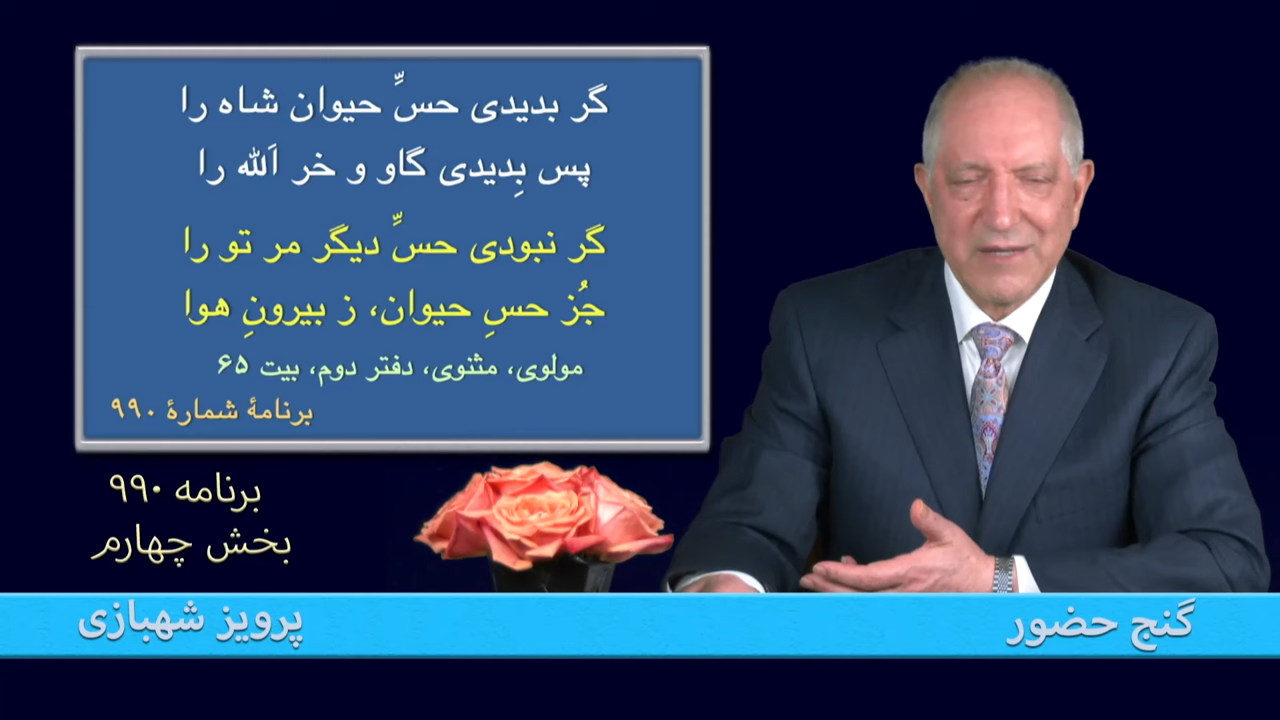 گر بدیدی حسِّ حیوان شاه را
پس بِدیدی گاو و خر اَللّه را
گر نبودی حسِّ دیگر مر تو را
جُز حسِ حیوان، ز بیرونِ هوا
مولوی، مثنوی، دفتر دوم، بیت ۶۵
برنامهٔ شمارهٔ ۹۹۰
برنامه ۹۹۰
بخش چهارم
گنج حضور
پرویز شهبازی